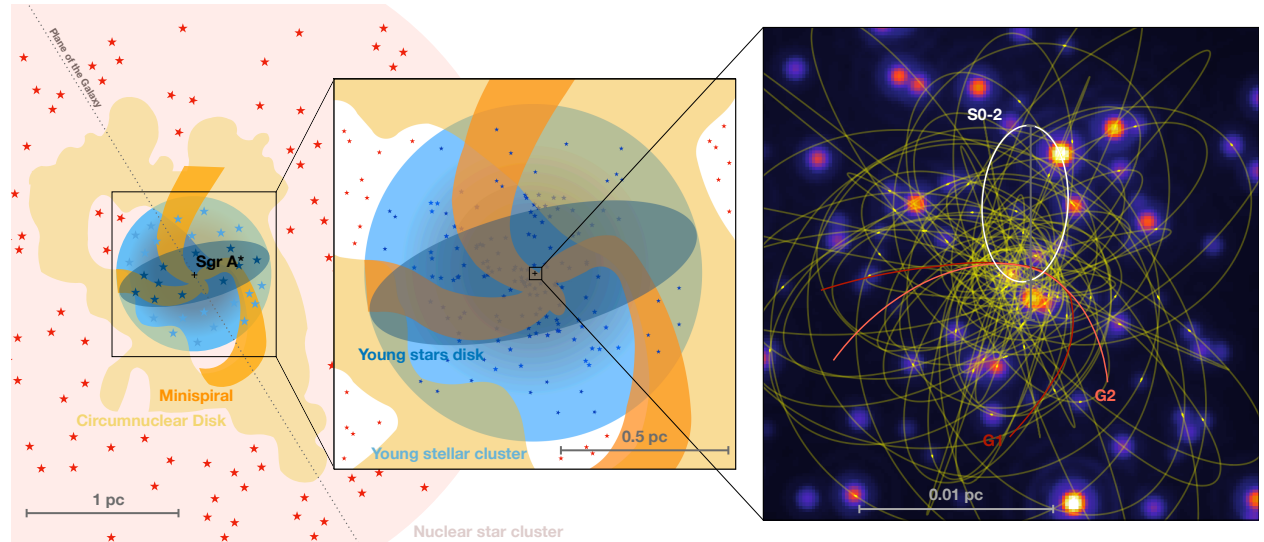 Plane of the Galaxy
Sgr A*
Minispiral
Circumnuclear Disk
1 pc
Nuclear star cluster
Young stars disk
Young stellar cluster
0.5 pc
S0-2
G2
G1
0.01 pc